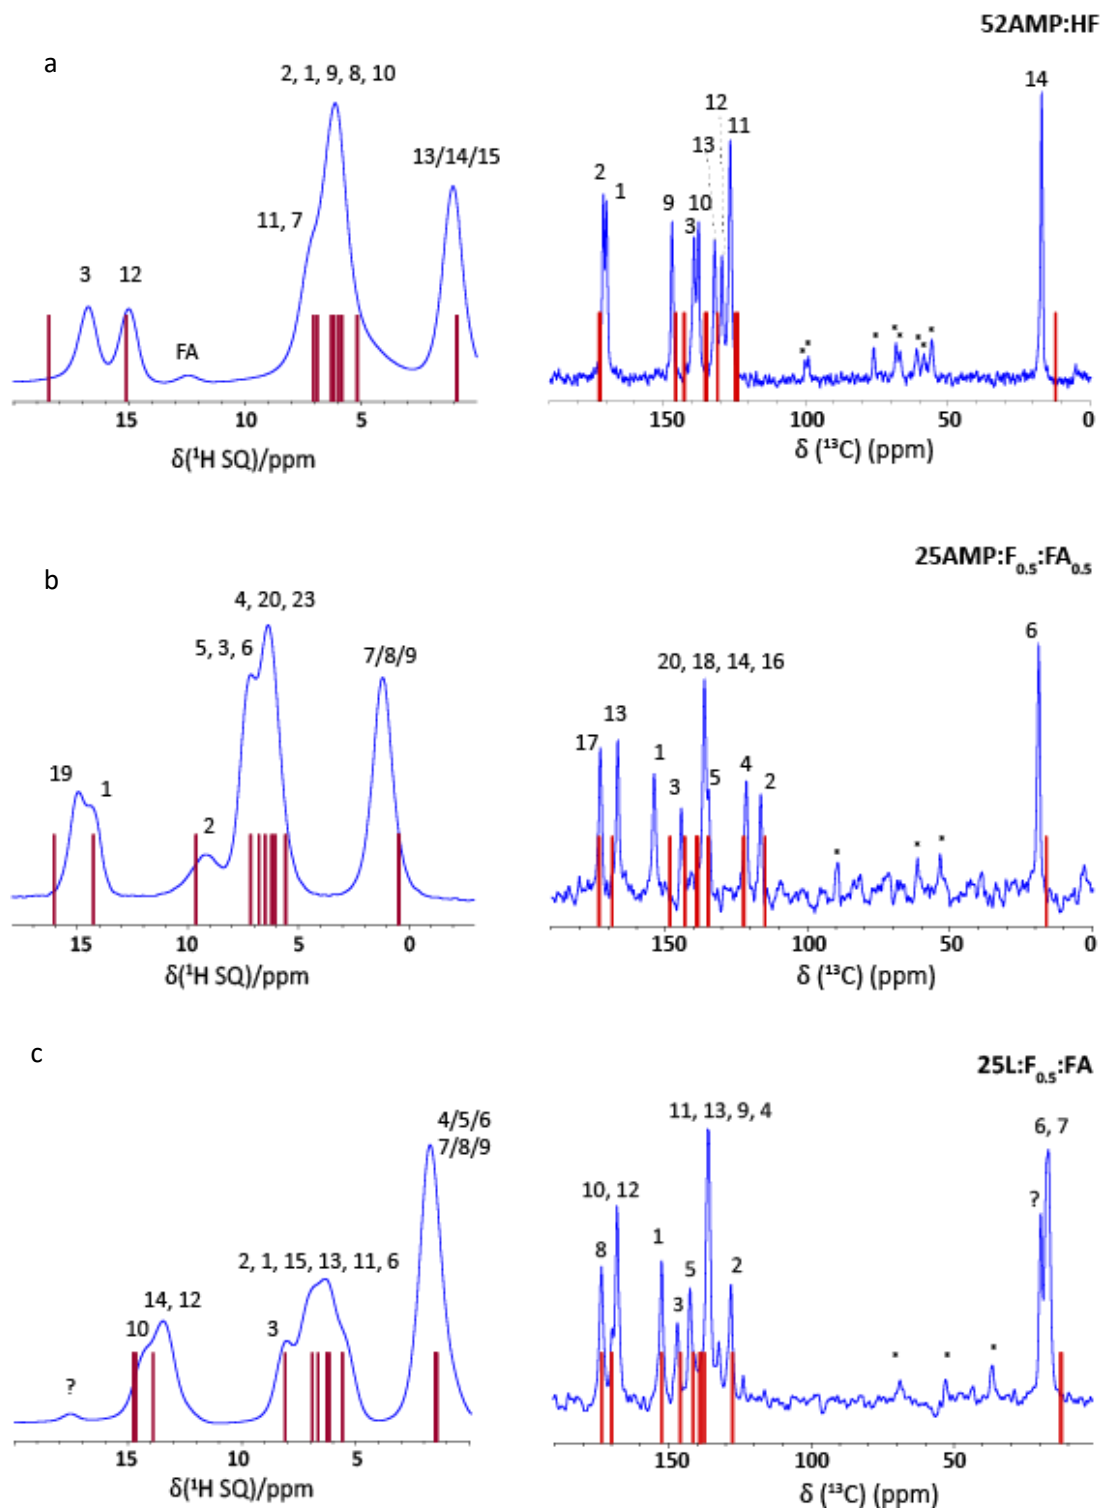 52AMP:HF
a
2, 1, 9, 8, 10
13/14/15
11, 7
3
12
FA
15
10
5
δ(¹H SQ)/ppm
14
12
11
13
2
1
9
10
3
* * * * * * * *
150
100
50
0
δ (¹³C) (ppm)
25AMP:F₀.₅:FA₀.₅
b
4, 20, 23
5, 3, 6
7/8/9
19
1
2
15
10
5
0
δ(¹H SQ)/ppm
6
20, 18, 14, 16
13
17
1
3
5
4
2
* * *
150
100
50
0
δ (¹³C) (ppm)
c
25L:F₀.₅:FA
4/5/6
7/8/9
2, 1, 15, 13, 11, 6
14, 12
10
3
?
15
10
5
δ(¹H SQ)/ppm
11, 13, 9, 4
6, 7
10, 12
?
8
1
5
3
2
* * *
150
100
50
0
δ (¹³C) (ppm)